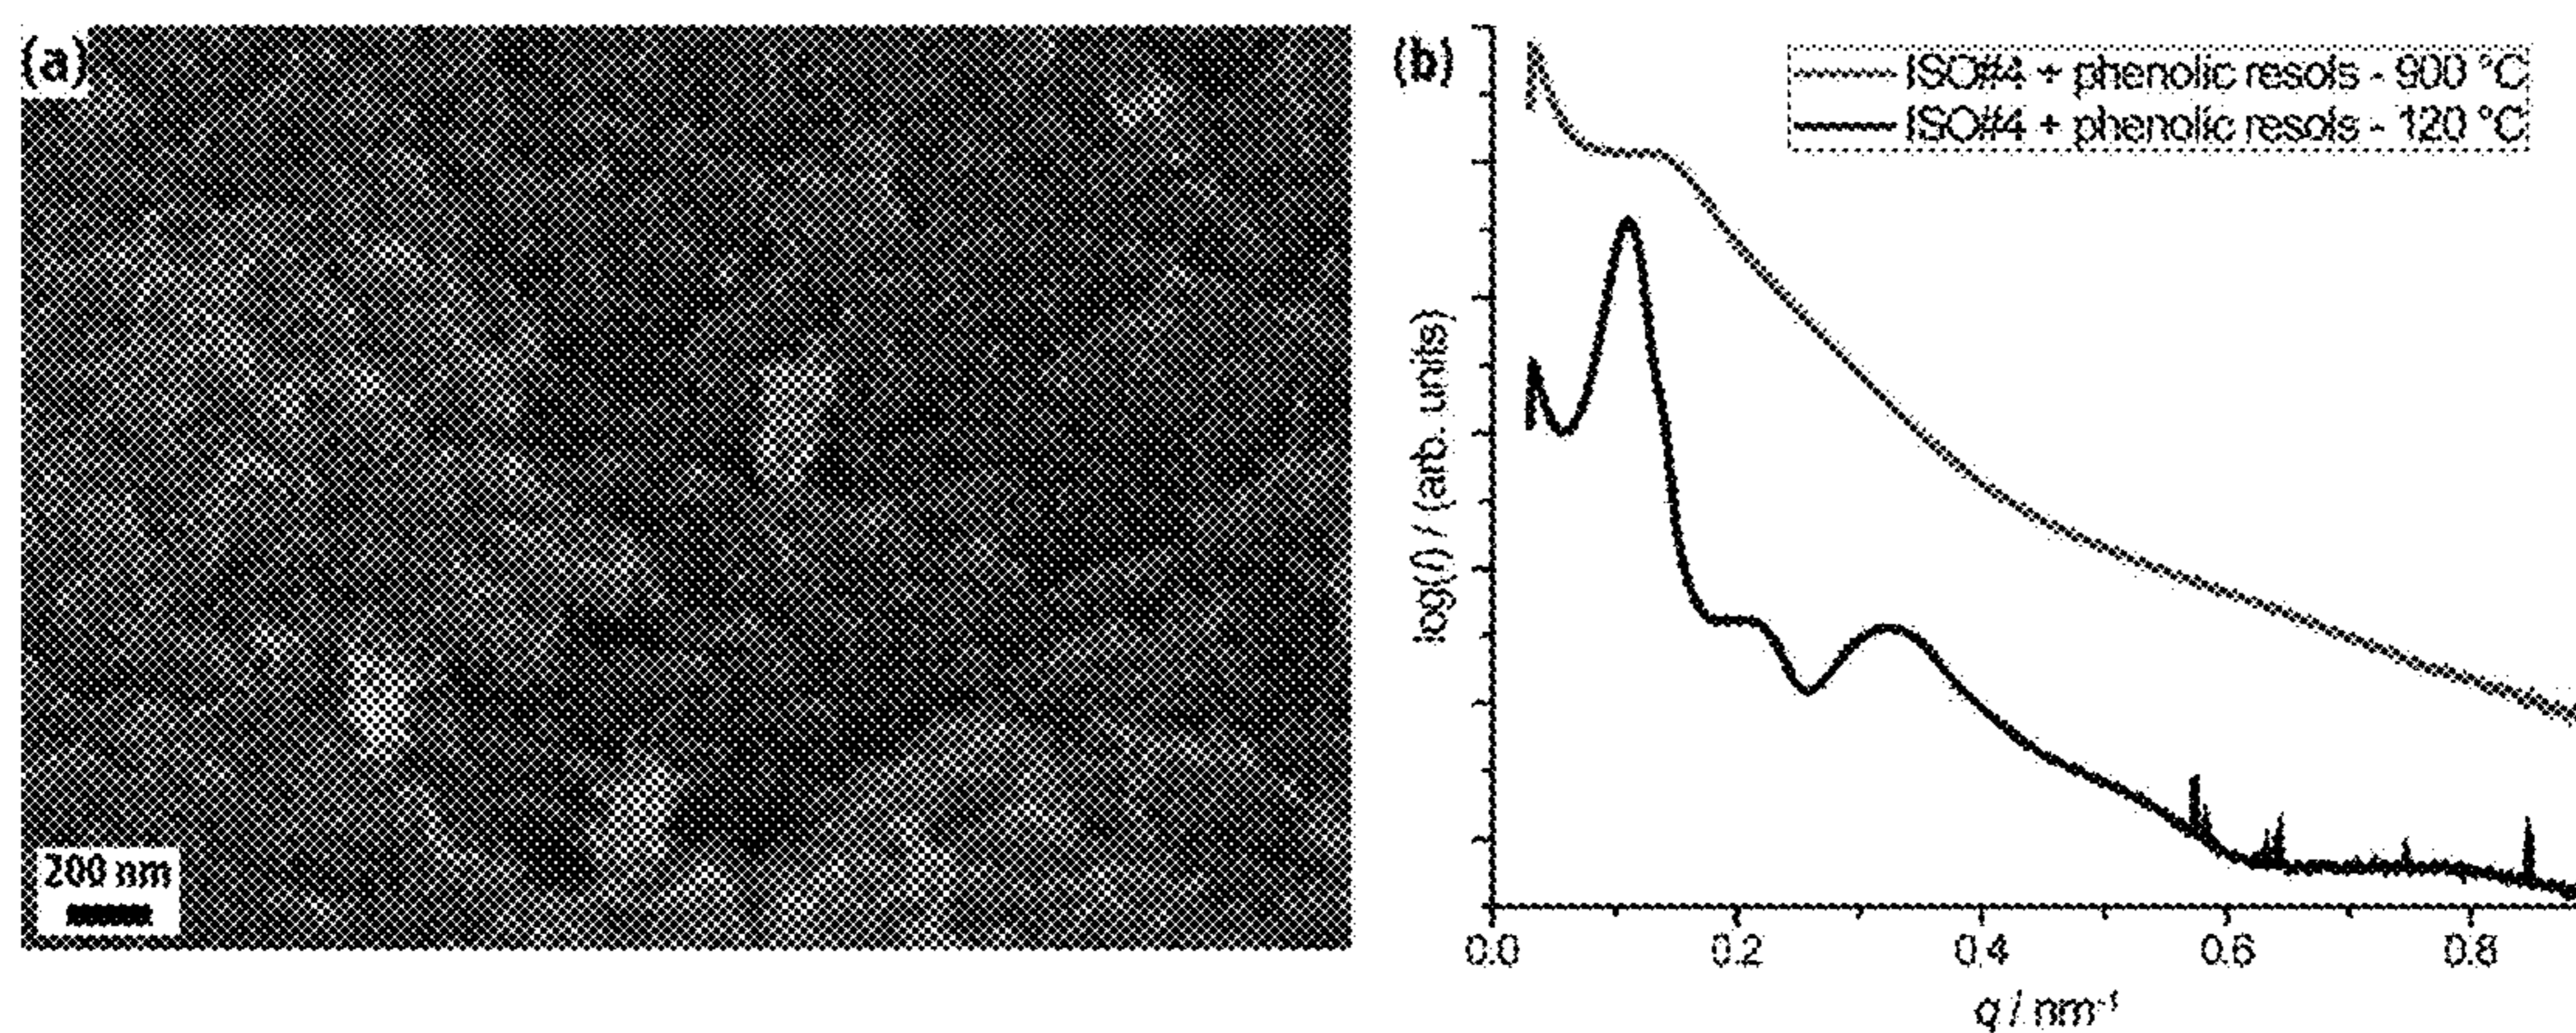 (a)
200 nm
(b)
ISO#4 + phenolic resols - 900 °C
ISO#4 + phenolic resols - 120 °C
log(I) / (arb. units)
0.0 0.2 0.4 0.6 0.8
q / nm⁻¹